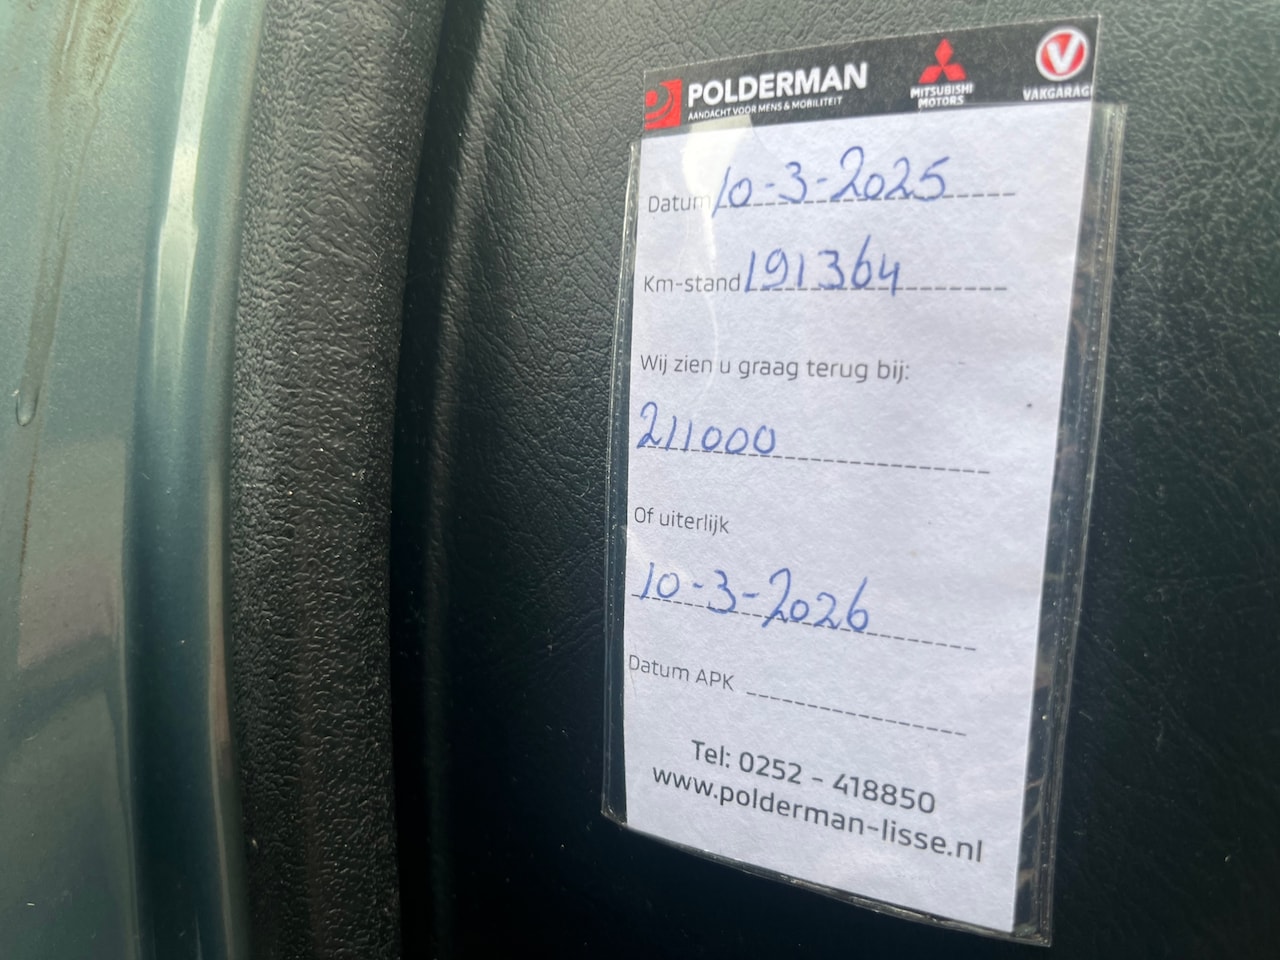 POLDERMAN
AANDACHT VOOR MENS & MOBILITEIT
MITSUBISHI
MOTORS
V
VAKGARAGE
Datum 10-3-2025
Km-stand 191364
Wij zien u graag terug bij:
211000
Of uiterlijk
10-3-2026
Datum APK
Tel: 0252 - 418850
www.polderman-lisse.nl